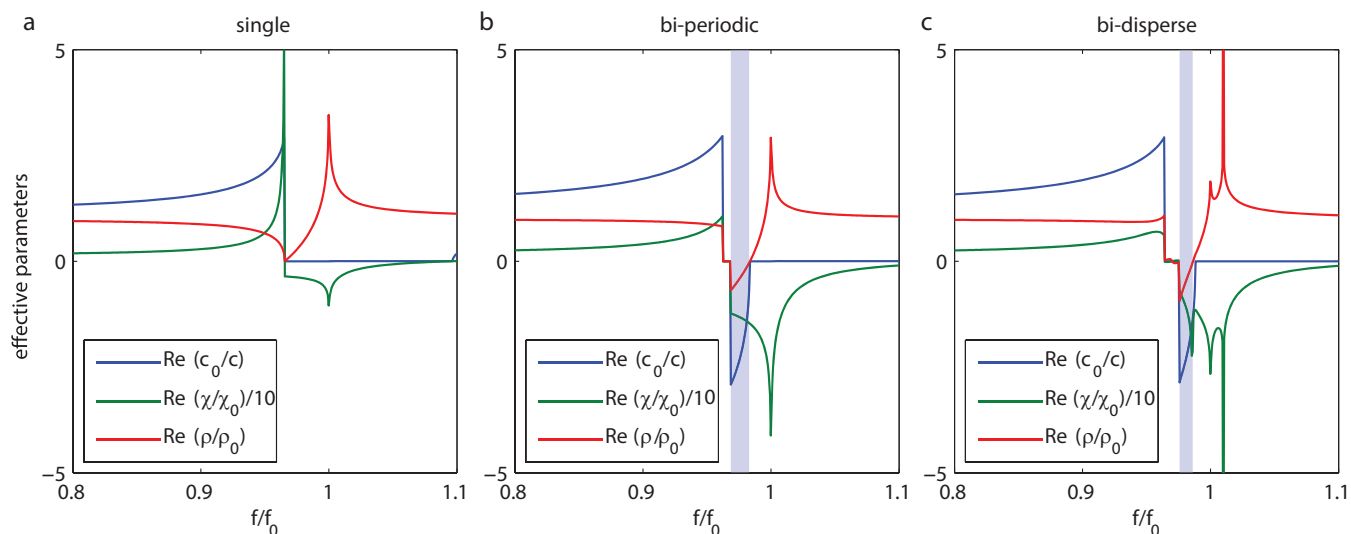 a
single
5
0
−5
effective parameters
Re (c₀/c)
Re (χ/χ₀)/10
Re (ρ/ρ₀)
0.8
0.9
1
1.1
f/f₀
b
bi-periodic
5
0
−5
Re (c₀/c)
Re (χ/χ₀)/10
Re (ρ/ρ₀)
0.8
0.9
1
1.1
f/f₀
c
bi-disperse
5
0
−5
Re (c₀/c)
Re (χ/χ₀)/10
Re (ρ/ρ₀)
0.8
0.9
1
1.1
f/f₀